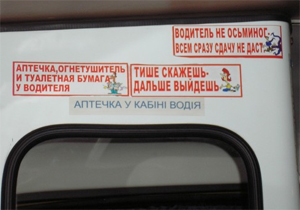 ВОДИТЕЛЬ НЕ ОСЬМИНОГ-
ВСЕМ СРАЗУ СДАЧУ НЕ ДАСТ
АПТЕЧКА,ОГНЕТУШИТЕЛЬ
И ТУАЛЕТНАЯ БУМАГА
У ВОДИТЕЛЯ
ТИШЕ СКАЖЕШЬ-
ДАЛЬШЕ ВЫЙДЕШЬ
АПТЕЧКА У КАБІНІ ВОДІЯ